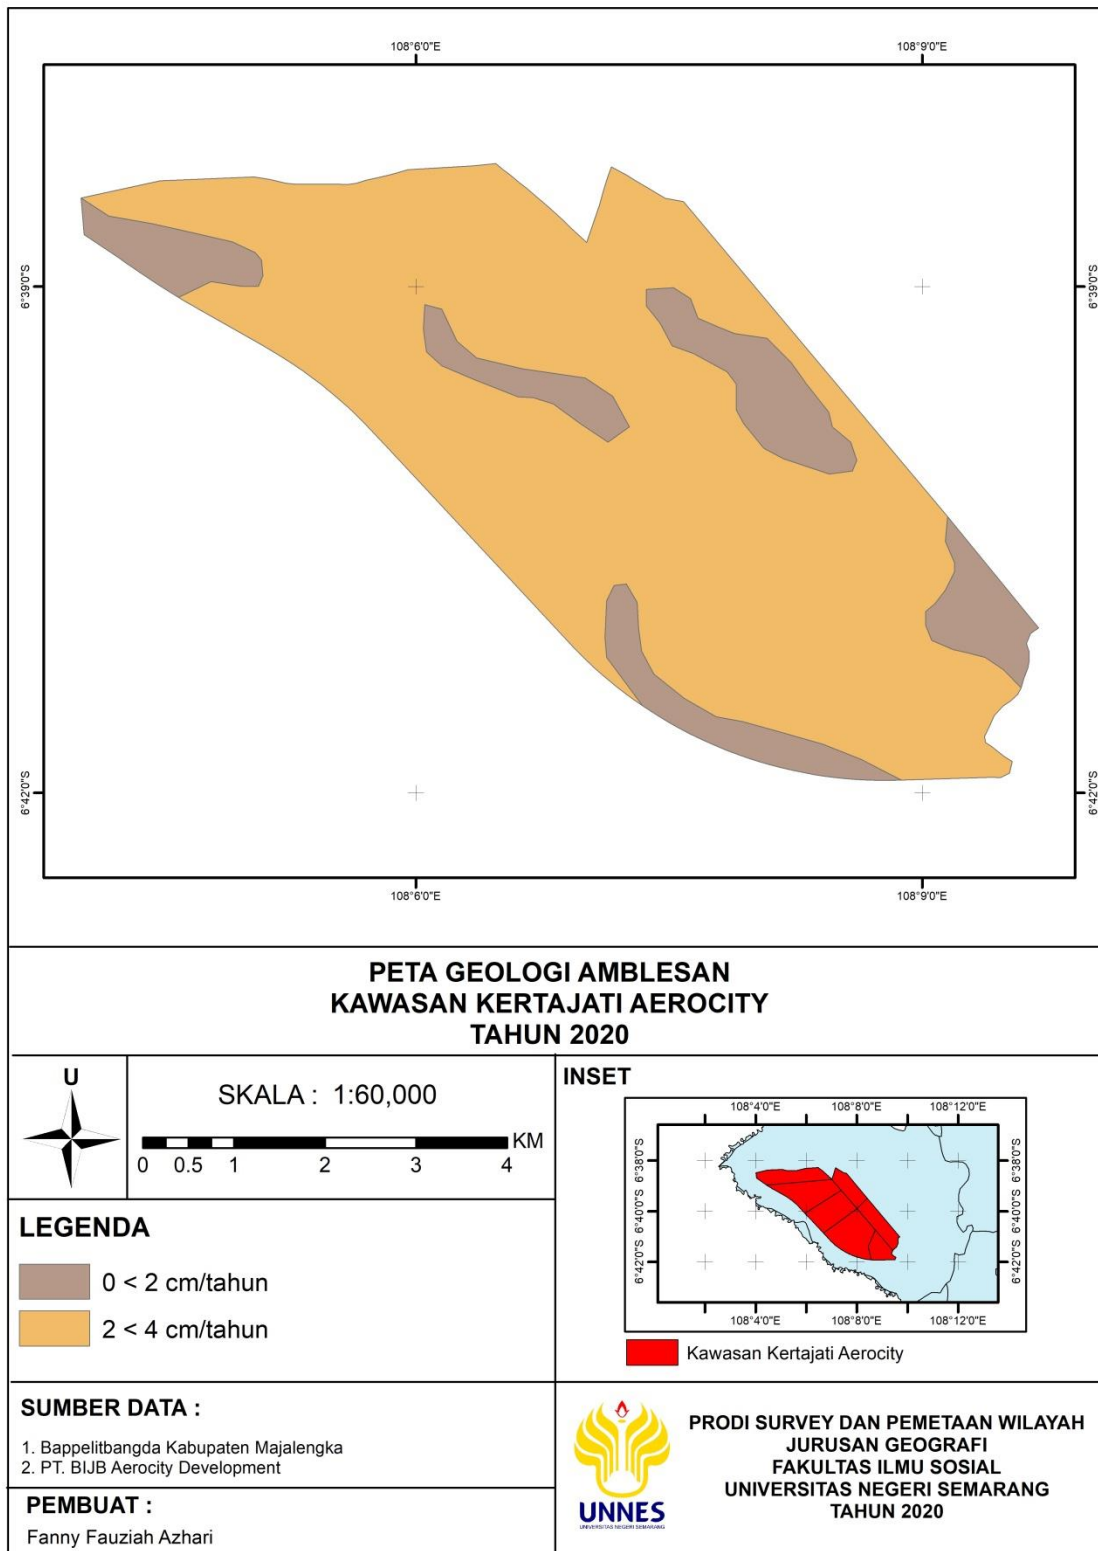 108°6'0"E
108°9'0"E
6°39'0"S
6°39'0"S
6°42'0"S
6°42'0"S
108°6'0"E
108°9'0"E
PETA GEOLOGI AMBLESAN
KAWASAN KERTAJATI AEROCITY
TAHUN 2020
U
SKALA : 1:60,000
KM
0 0.5 1 2 3 4
INSET
108°4'0"E 108°8'0"E 108°12'0"E
6°38'0"S
6°38'0"S
6°40'0"S
6°40'0"S
6°42'0"S
6°42'0"S
108°4'0"E 108°8'0"E 108°12'0"E
Kawasan Kertajati Aerocity
LEGENDA
0 < 2 cm/tahun
2 < 4 cm/tahun
SUMBER DATA :
1. Bappelitbangda Kabupaten Majalengka
2. PT. BIJB Aerocity Development
PEMBUAT :
Fanny Fauziah Azhari
UNNES
UNIVERSITAS NEGERI SEMARANG
PRODI SURVEY DAN PEMETAAN WILAYAH
JURUSAN GEOGRAFI
FAKULTAS ILMU SOSIAL
UNIVERSITAS NEGERI SEMARANG
TAHUN 2020